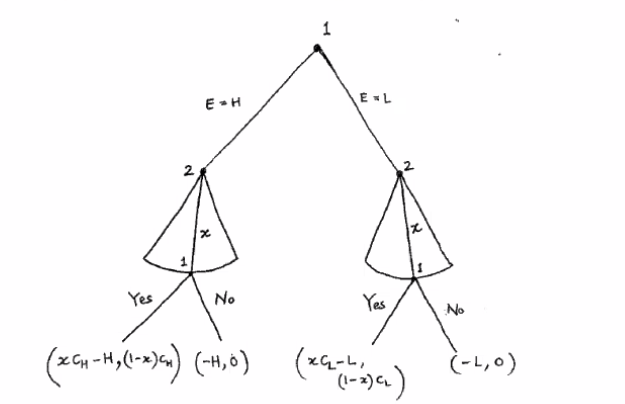 1
E = H
E = L
2
2
x
x
1
1
Yes
No
Yes
No
(xC_H - H, (1-x)C_H)
(-H, 0)
(xC_L - L,
(1-x)C_L)
(-L, 0)